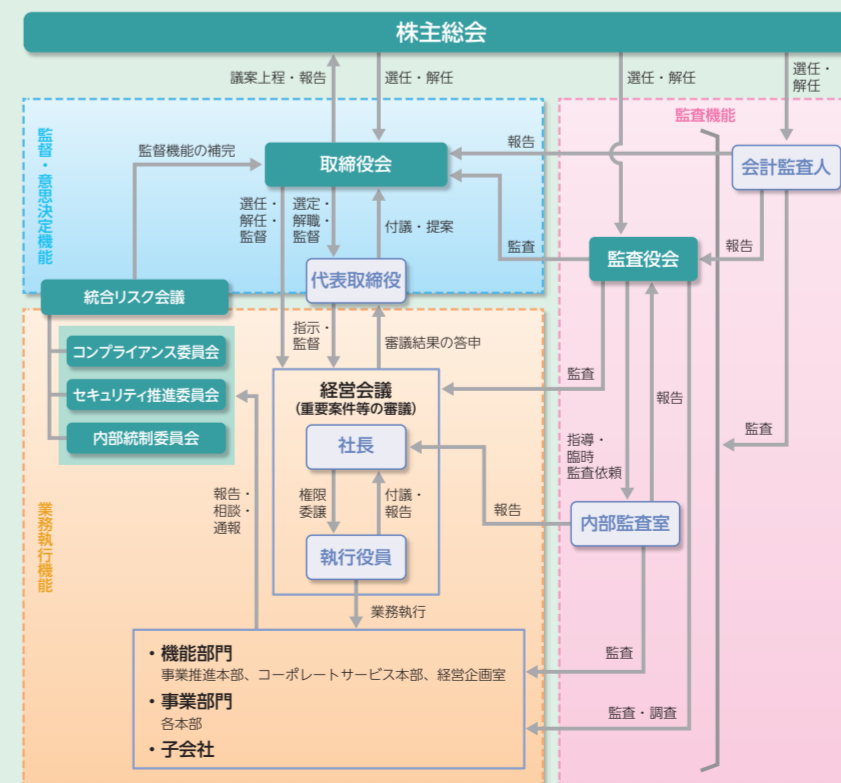 株主総会
議案上程・報告
選任・解任
選任・解任
選任・
解任
監督・意思決定機能
監査機能
監督機能の補完
取締役会
報告
会計監査人
選任・
解任・
監督
選定・
解職・
監督
付議・提案
監査
監査役会
報告
代表取締役
統合リスク会議
指示・
監督
審議結果の答申
コンプライアンス委員会
セキュリティ推進委員会
内部統制委員会
経営会議
(重要案件等の審議)
監査
報告
監査
社長
指導・
臨時
監査依頼
業務執行機能
報告・
相談・
通報
権限
委譲
付議・
報告
報告
内部監査室
執行役員
業務執行
・機能部門
事業推進本部、コーポレートサービス本部、経営企画室
監査
・事業部門
各本部
監査・調査
・子会社